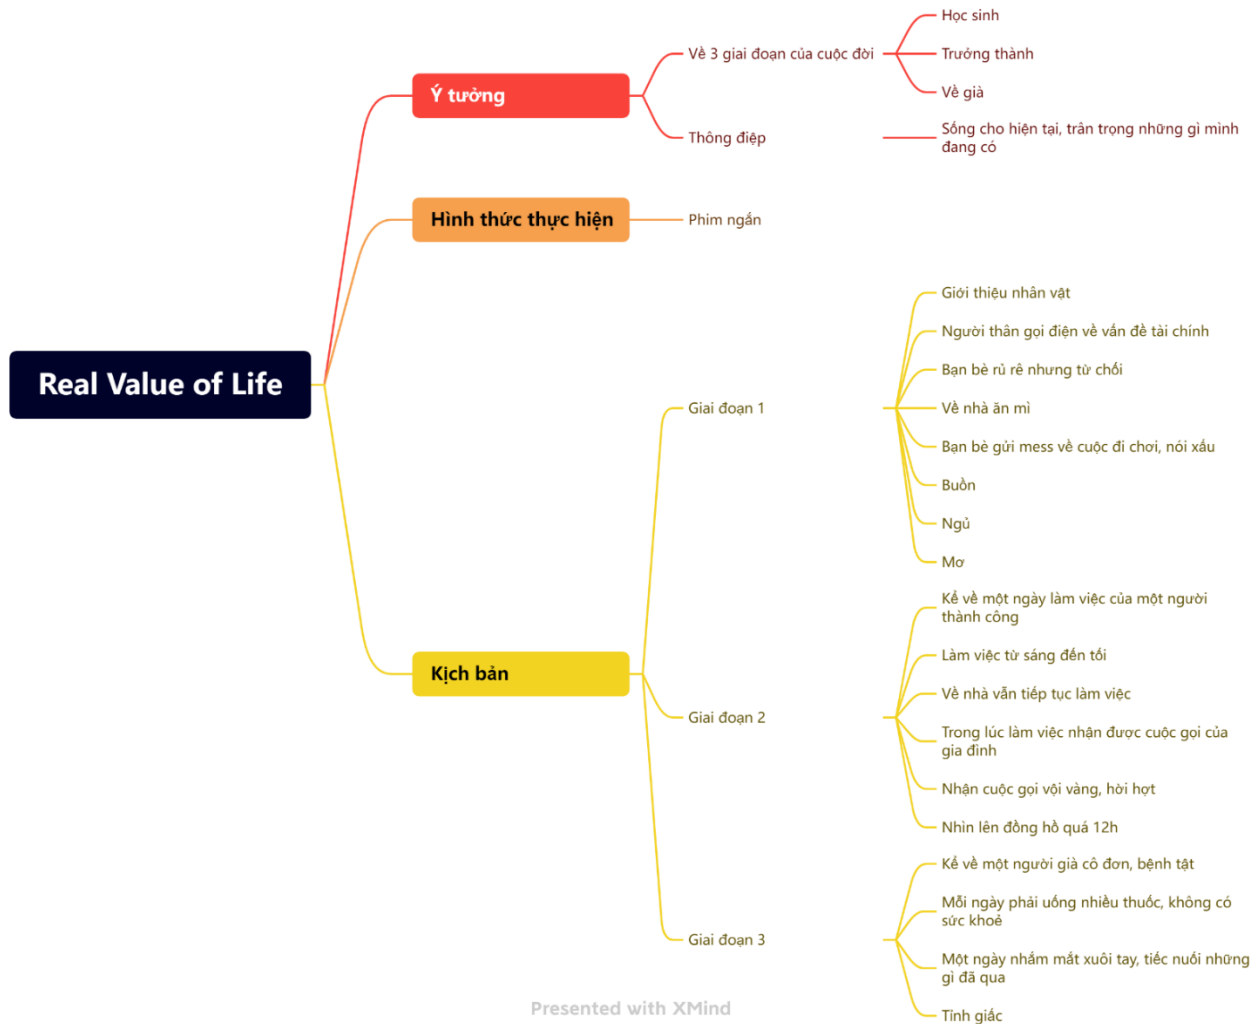 Real Value of Life
Ý tưởng
Về 3 giai đoạn của cuộc đời
Học sinh
Trưởng thành
Về già
Thông điệp
Sống cho hiện tại, trân trọng những gì mình
đang có
Hình thức thực hiện
Phim ngắn
Kịch bản
Giai đoạn 1
Giới thiệu nhân vật
Người thân gọi điện về vấn đề tài chính
Bạn bè rủ rê nhưng từ chối
Về nhà ăn mì
Bạn bè gửi mess về cuộc đi chơi, nói xấu
Buồn
Ngủ
Mơ
Giai đoạn 2
Kể về một ngày làm việc của một người
thành công
Làm việc từ sáng đến tối
Về nhà vẫn tiếp tục làm việc
Trong lúc làm việc nhận được cuộc gọi của
gia đình
Nhận cuộc gọi vội vàng, hời hợt
Nhìn lên đồng hồ quá 12h
Giai đoạn 3
Kể về một người già cô đơn, bệnh tật
Mỗi ngày phải uống nhiều thuốc, không có
sức khoẻ
Một ngày nhắm mắt xuôi tay, tiếc nuối những
gì đã qua
Tỉnh giấc
Presented with XMind